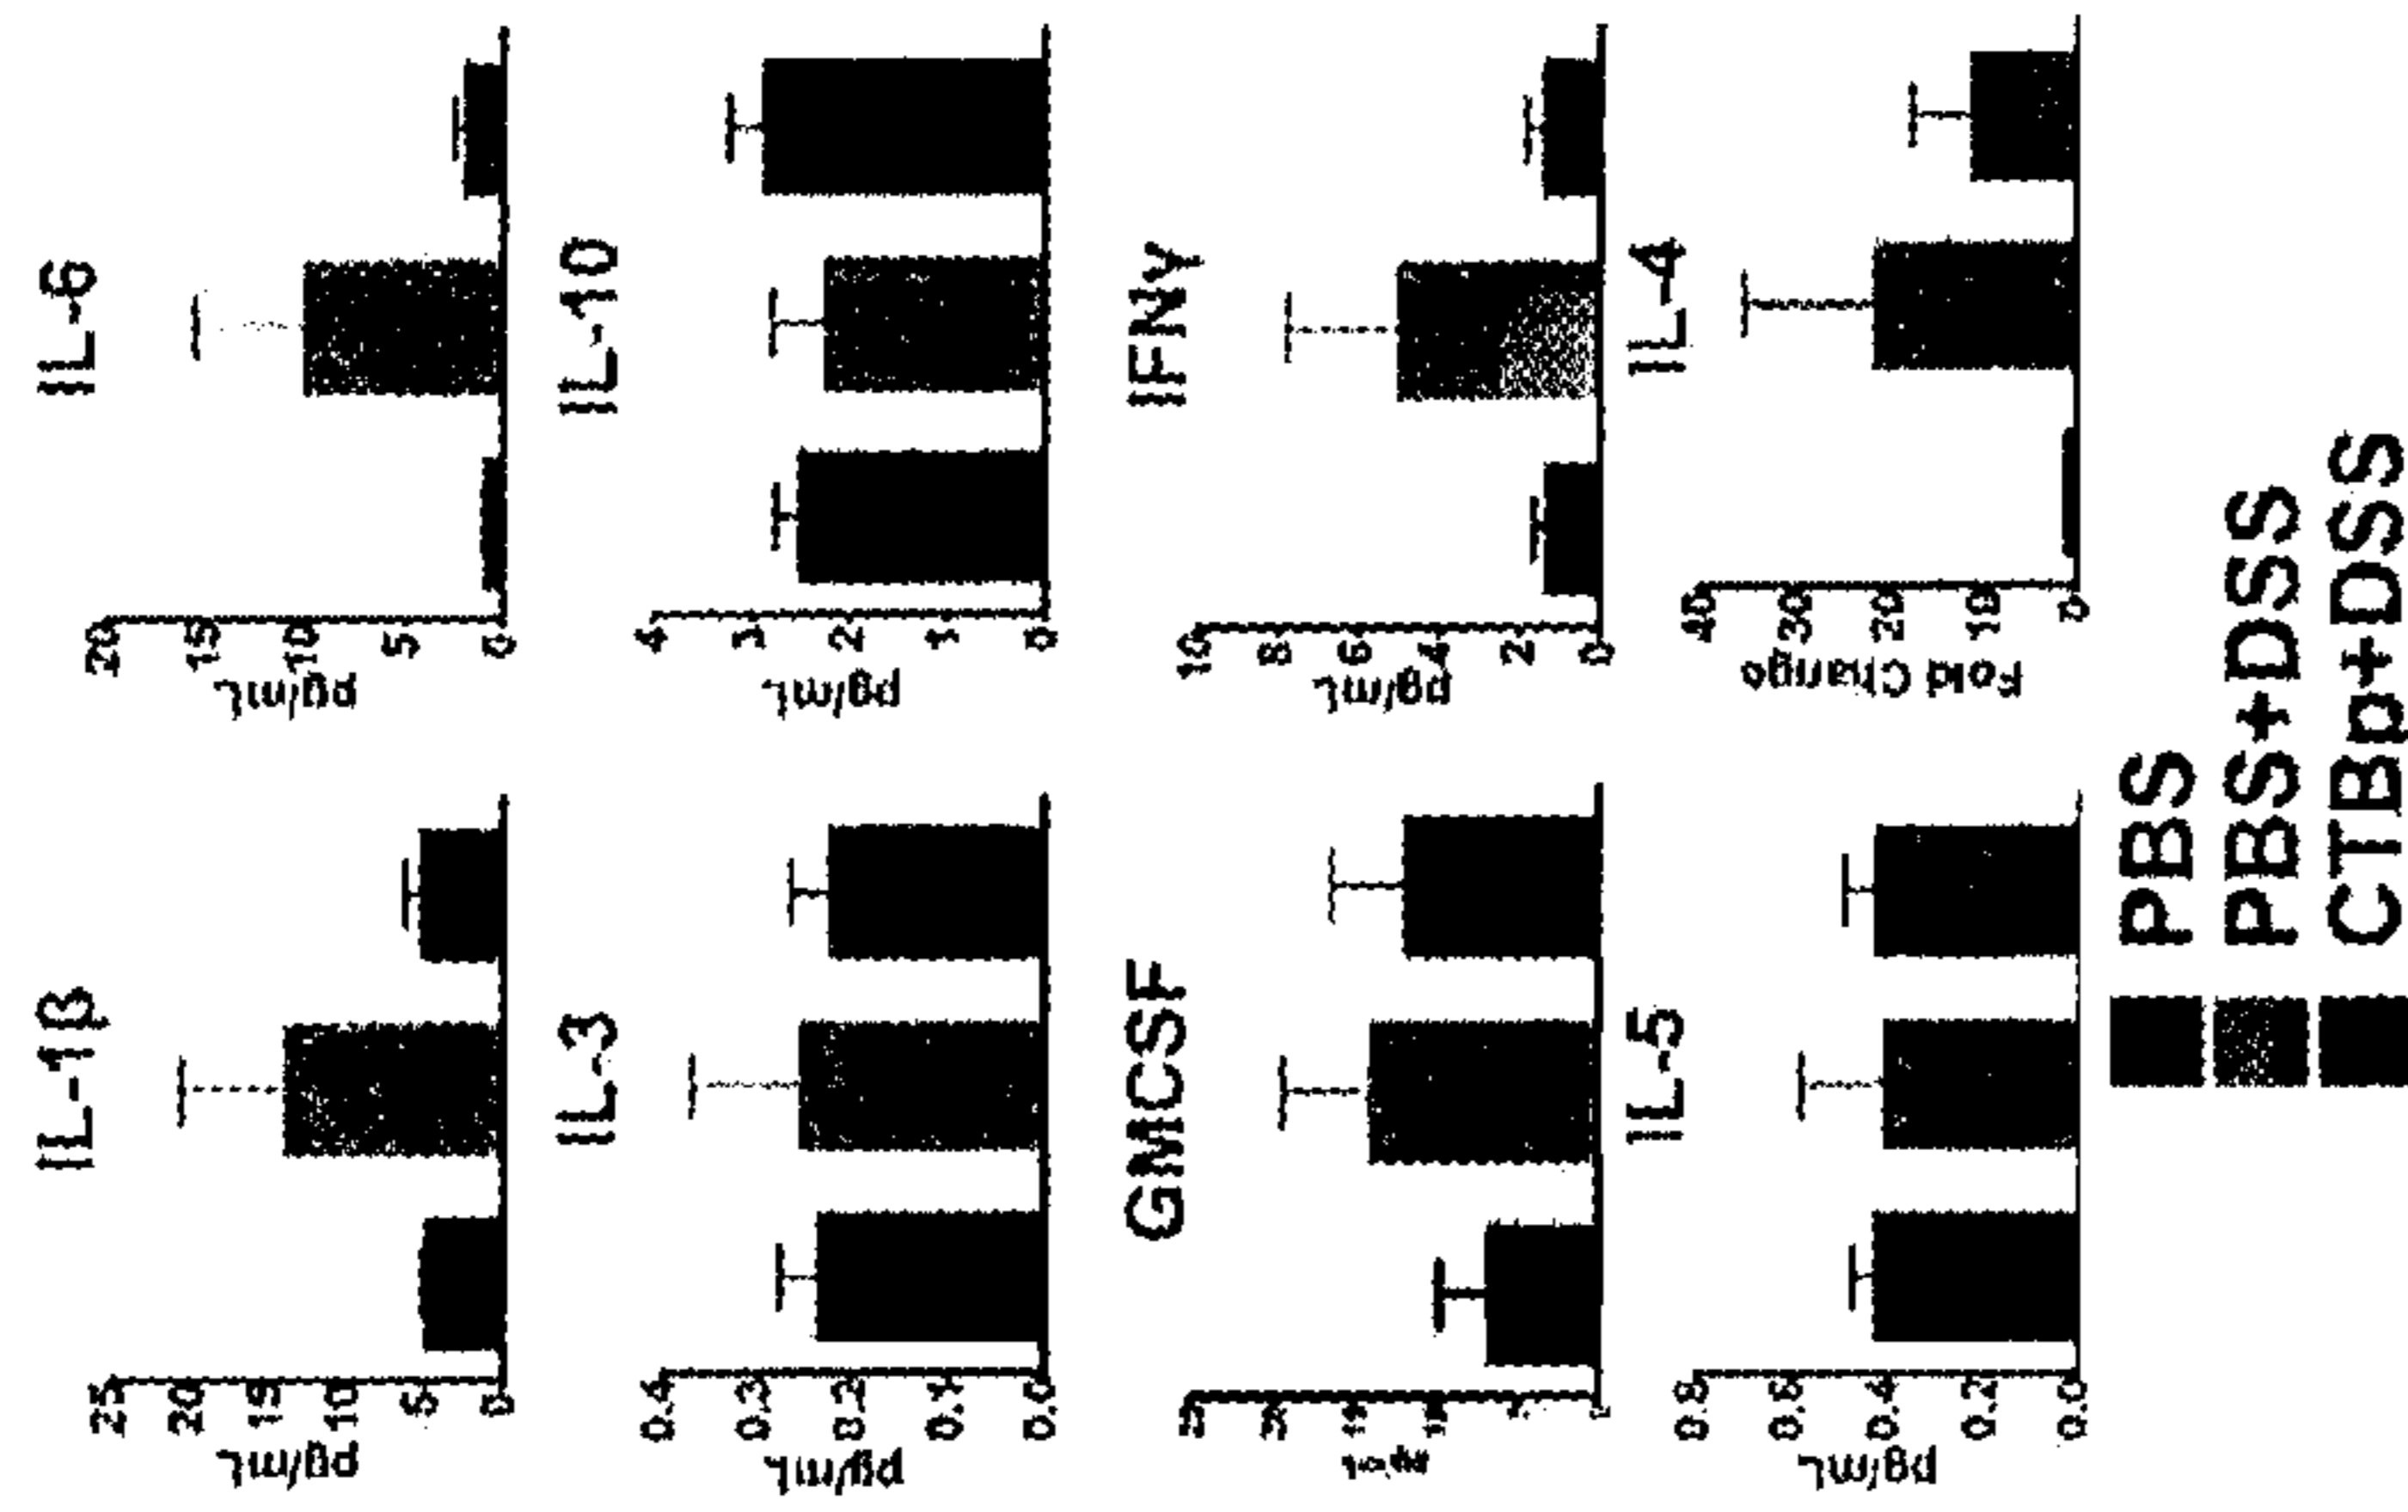 IL-1β
pg/mL
25
20
15
10
5
0
IL-6
pg/mL
20
15
10
5
0
IL-3
pg/mL
0.4
0.3
0.2
0.1
0.0
IL-10
pg/mL
4
3
2
1
0
GMCSF
IFNγ
pg/mL
10
8
6
4
2
0
IL-5
pg/mL
0.8
0.6
0.4
0.2
0.0
IL-4
Fold Change
40
30
20
10
0
PBS
PBS+DSS
CTBp+DSS